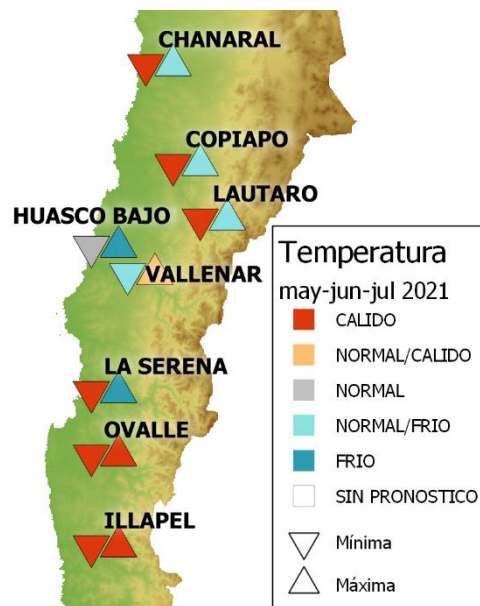 CHANARAL
COPIAPO
LAUTARO
HUASCO BAJO
VALLENAR
LA SERENA
OVALLE
ILLAPEL
Temperatura
may-jun-jul 2021
CALIDO
NORMAL/CALIDO
NORMAL
NORMAL/FRIO
FRIO
SIN PRONOSTICO
Mínima
Máxima